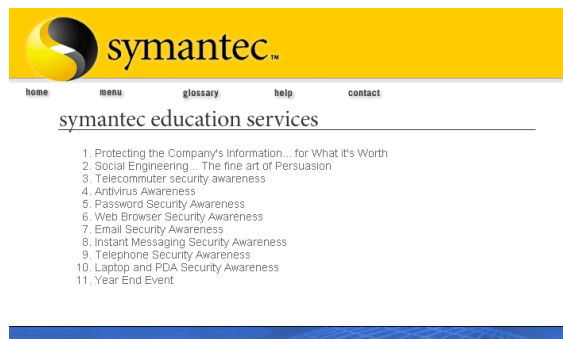 symantec™
home menu glossary help contact
symantec education services
1. Protecting the Company's Information... for What it's Worth
2. Social Engineering... The fine art of Persuasion
3. Telecommuter security awareness
4. Antivirus Awareness
5. Password Security Awareness
6. Web Browser Security Awareness
7. Email Security Awareness
8. Instant Messaging Security Awareness
9. Telephone Security Awareness
10. Laptop and PDA Security Awareness
11. Year End Event